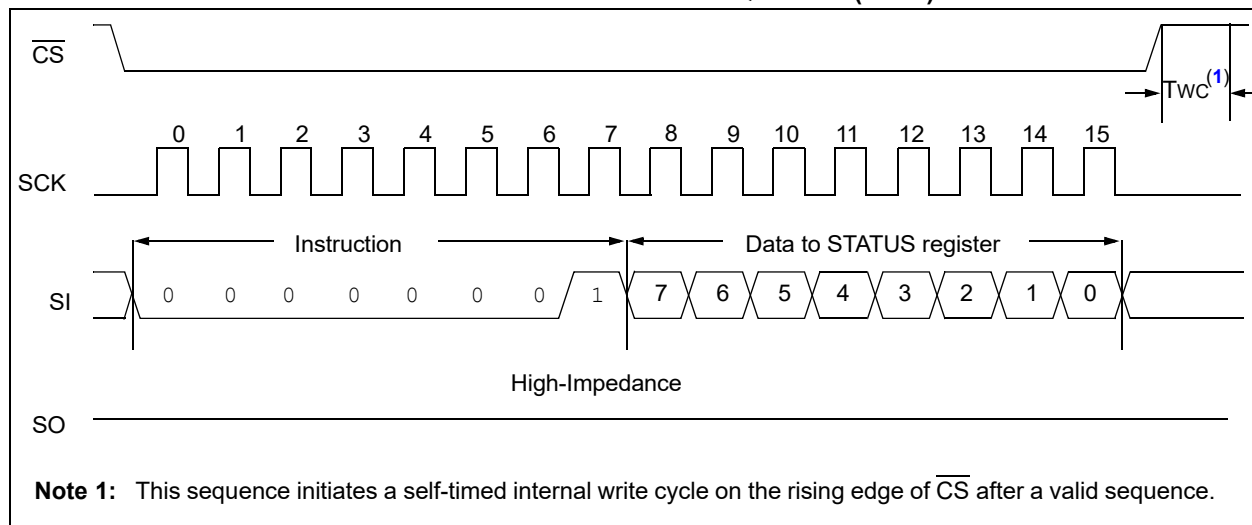 CS
TWC(1)
0 1 2 3 4 5 6 7 8 9 10 11 12 13 14 15
SCK
Instruction Data to STATUS register
SI 0 0 0 0 0 0 0 1 7 6 5 4 3 2 1 0
High-Impedance
SO
Note 1: This sequence initiates a self-timed internal write cycle on the rising edge of CS after a valid sequence.